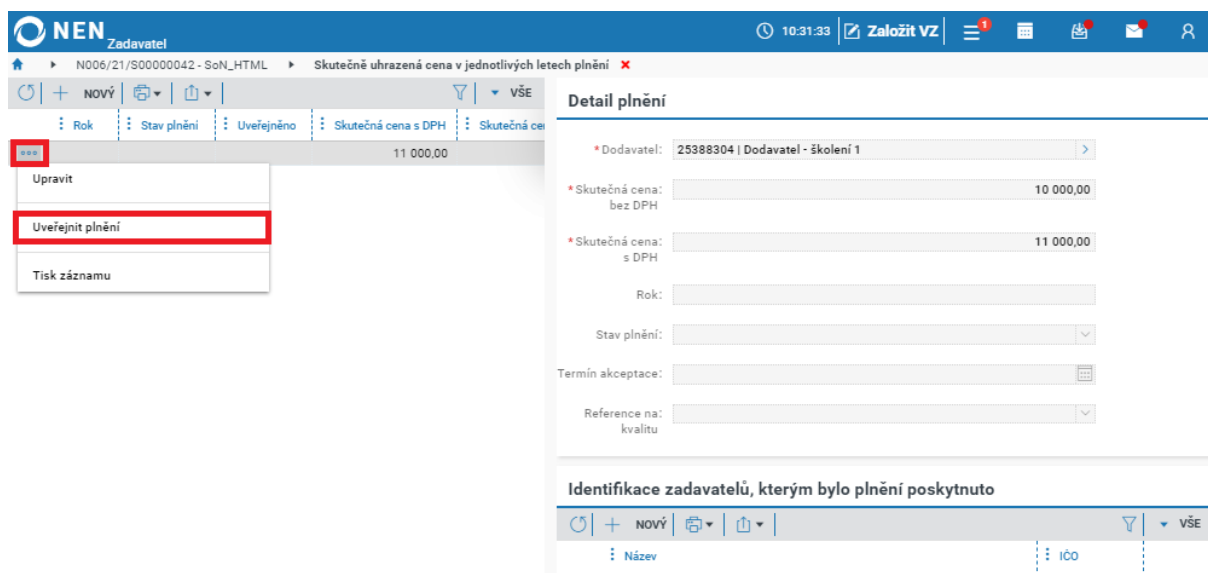 NEN Zadavatel
10:31:33 Založit VZ 1
N006/21/S00000042 - SoN_HTML Skutečně uhrazená cena v jednotlivých letech plnění
NOVÝ VŠE
Rok Stav plnění Uveřejněno Skutečná cena s DPH Skutečná ce
11 000,00
Upravit
Uveřejnit plnění
Tisk záznamu
Detail plnění
*Dodavatel: 25388304 | Dodavatel - školení 1
*Skutečná cena: 10 000,00
bez DPH
*Skutečná cena: 11 000,00
s DPH
Rok:
Stav plnění:
Termín akceptace:
Reference na:
kvalitu
Identifikace zadavatelů, kterým bylo plnění poskytnuto
NOVÝ VŠE
Název IČO